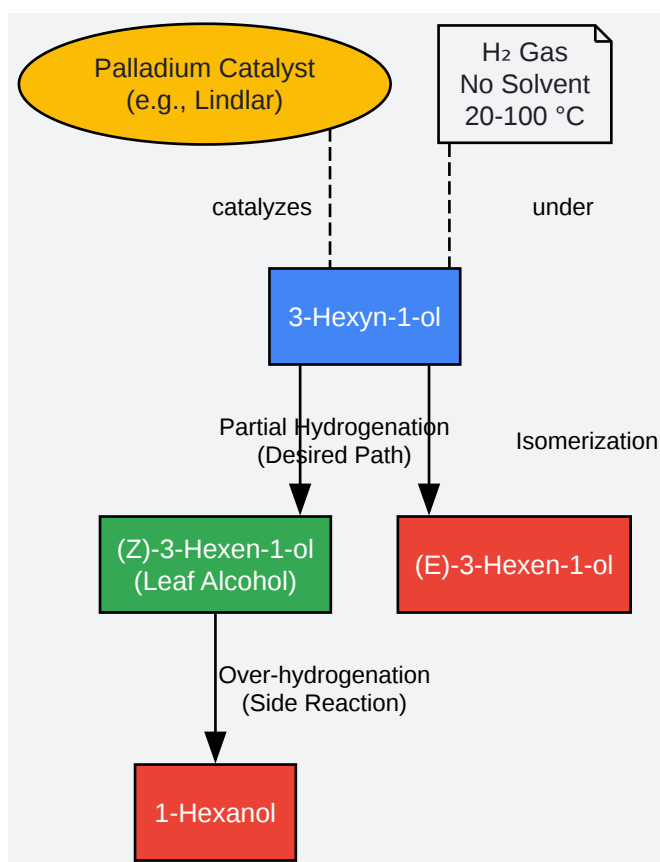 Palladium Catalyst
(e.g., Lindlar)
H₂ Gas
No Solvent
20-100 °C
catalyzes
under
3-Hexyn-1-ol
Partial Hydrogenation
(Desired Path)
Isomerization
(Z)-3-Hexen-1-ol
(Leaf Alcohol)
(E)-3-Hexen-1-ol
Over-hydrogenation
(Side Reaction)
1-Hexanol